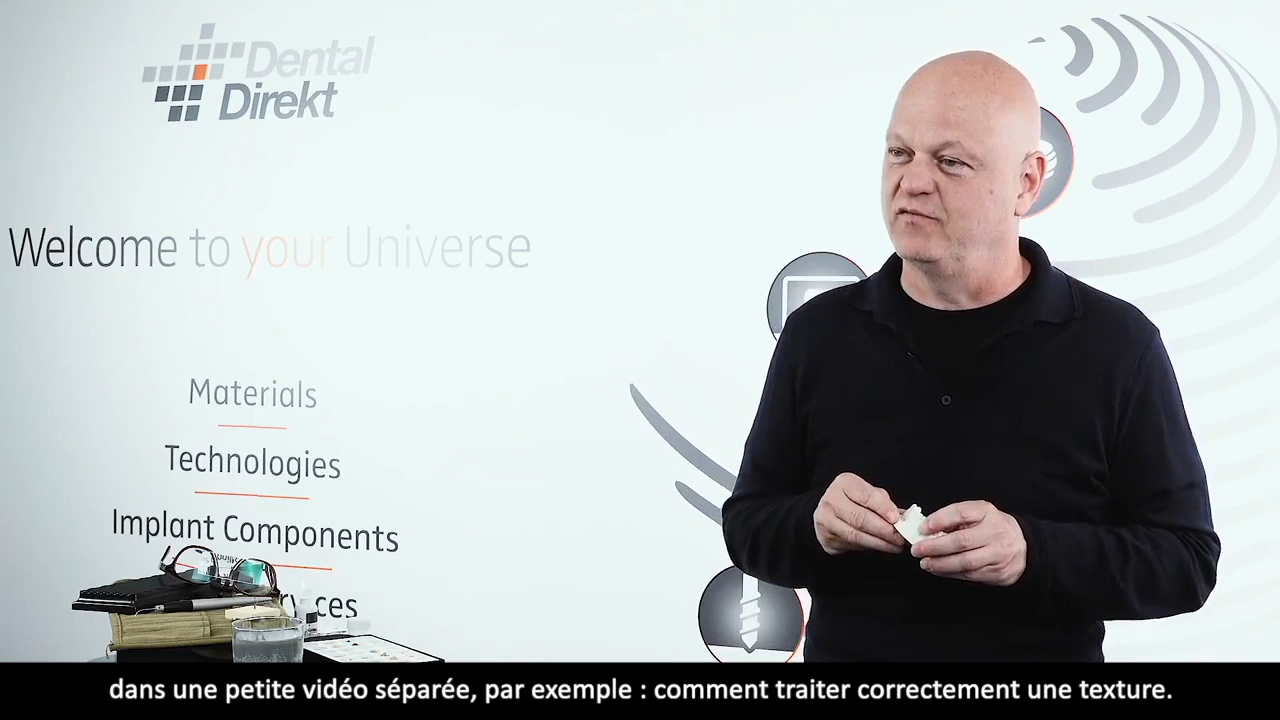 Dental
Direkt
Welcome to your Universe
Materials
Technologies
Implant Components
dans une petite vidéo séparée, par exemple : comment traiter correctement une texture.